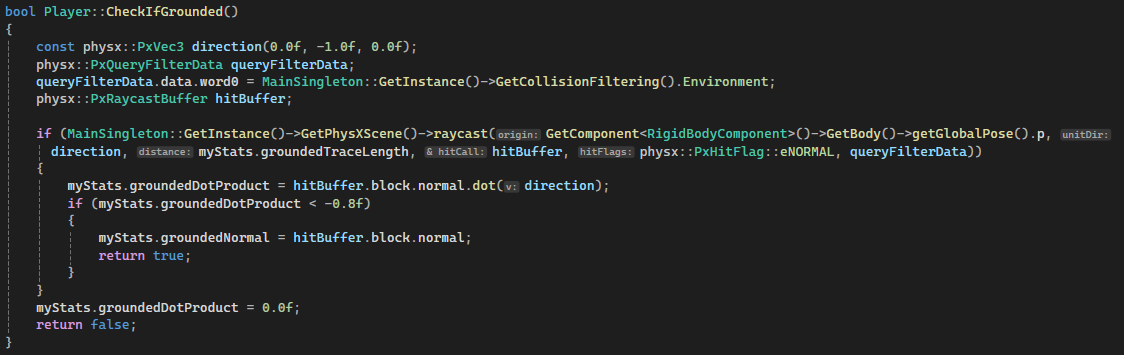 bool Player::CheckIfGrounded()
{
    const physx::PxVec3 direction(0.0f, -1.0f, 0.0f);
    physx::PxQueryFilterData queryFilterData;
    queryFilterData.data.word0 = MainSingleton::GetInstance()->GetCollisionFiltering().Environment;
    physx::PxRaycastBuffer hitBuffer;

    if (MainSingleton::GetInstance()->GetPhysXScene()->raycast(origin: GetComponent<RigidBodyComponent>()->GetBody()->getGlobalPose().p, unitDir:
      direction, distance: myStats.groundedTraceLength, & hitCall: hitBuffer, hitFlags: physx::PxHitFlag::eNORMAL, queryFilterData))
    {
        myStats.groundedDotProduct = hitBuffer.block.normal.dot(v: direction);
        if (myStats.groundedDotProduct < -0.8f)
        {
            myStats.groundedNormal = hitBuffer.block.normal;
            return true;
        }
    }
    myStats.groundedDotProduct = 0.0f;
    return false;
}